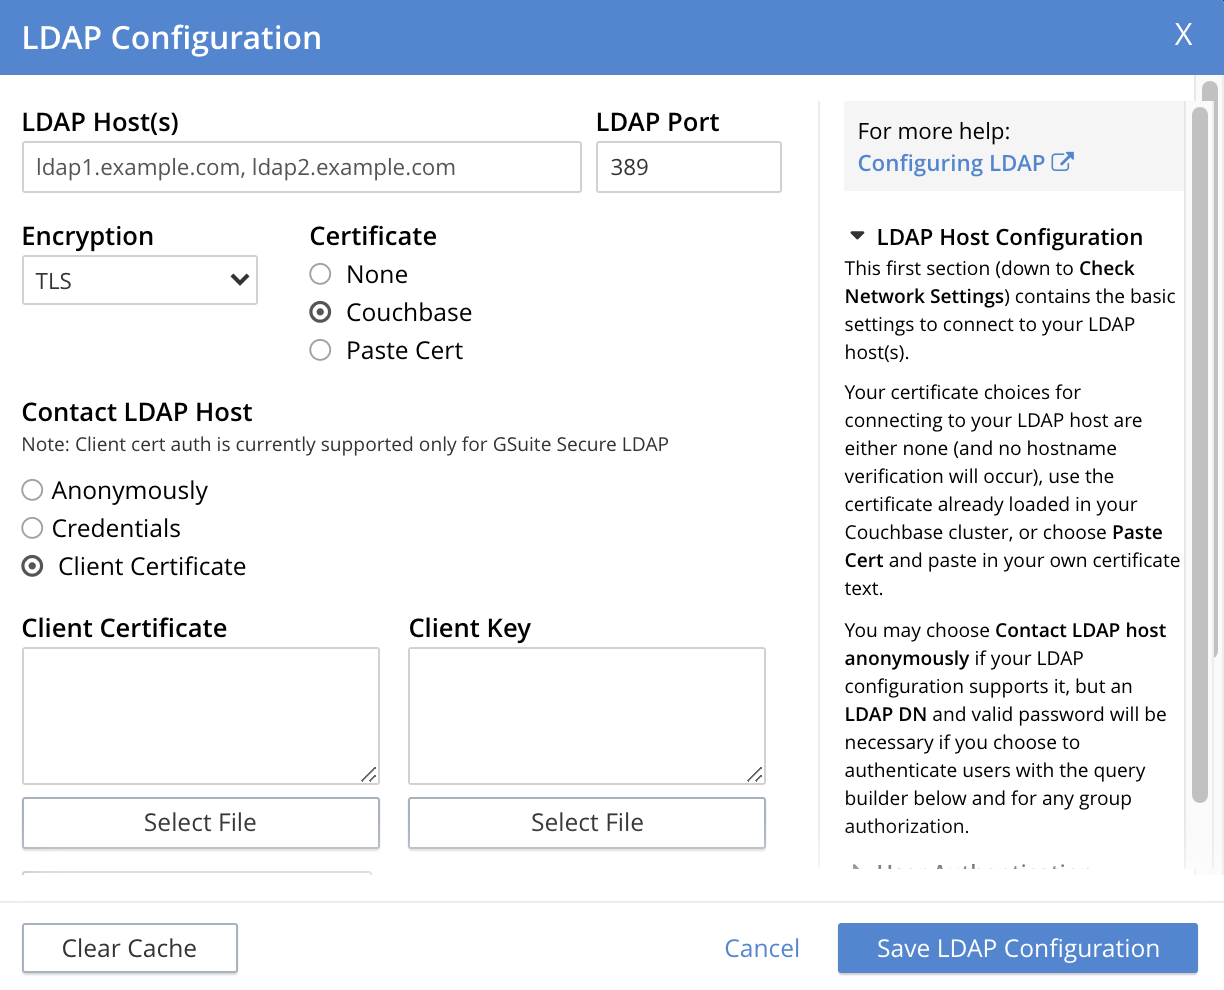 LDAP Configuration
X
LDAP Host(s)
LDAP Port
ldap1.example.com, ldap2.example.com
389
Encryption
Certificate
TLS
None
Couchbase
Paste Cert
Contact LDAP Host
Note: Client cert auth is currently supported only for GSuite Secure LDAP
Anonymously
Credentials
Client Certificate
Client Certificate
Client Key
Select File
Select File
For more help:
Configuring LDAP
LDAP Host Configuration
This first section (down to Check
Network Settings) contains the basic
settings to connect to your LDAP
host(s).
Your certificate choices for
connecting to your LDAP host are
either none (and no hostname
verification will occur), use the
certificate already loaded in your
Couchbase cluster, or choose Paste
Cert and paste in your own certificate
text.
You may choose Contact LDAP host
anonymously if your LDAP
configuration supports it, but an
LDAP DN and valid password will be
necessary if you choose to
authenticate users with the query
builder below and for any group
authorization.
User Authentication
Clear Cache
Cancel
Save LDAP Configuration